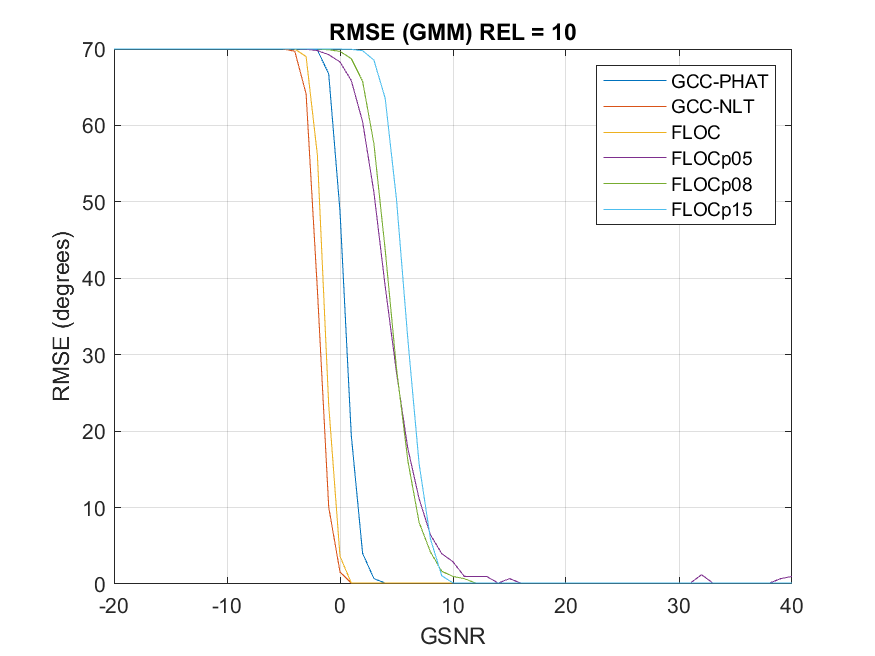 RMSE (GMM) REL = 10
70
60
50
40
30
20
10
0
RMSE (degrees)
GCC-PHAT
GCC-NLT
FLOC
FLOCp05
FLOCp08
FLOCp15
-20 -10 0 10 20 30 40
GSNR